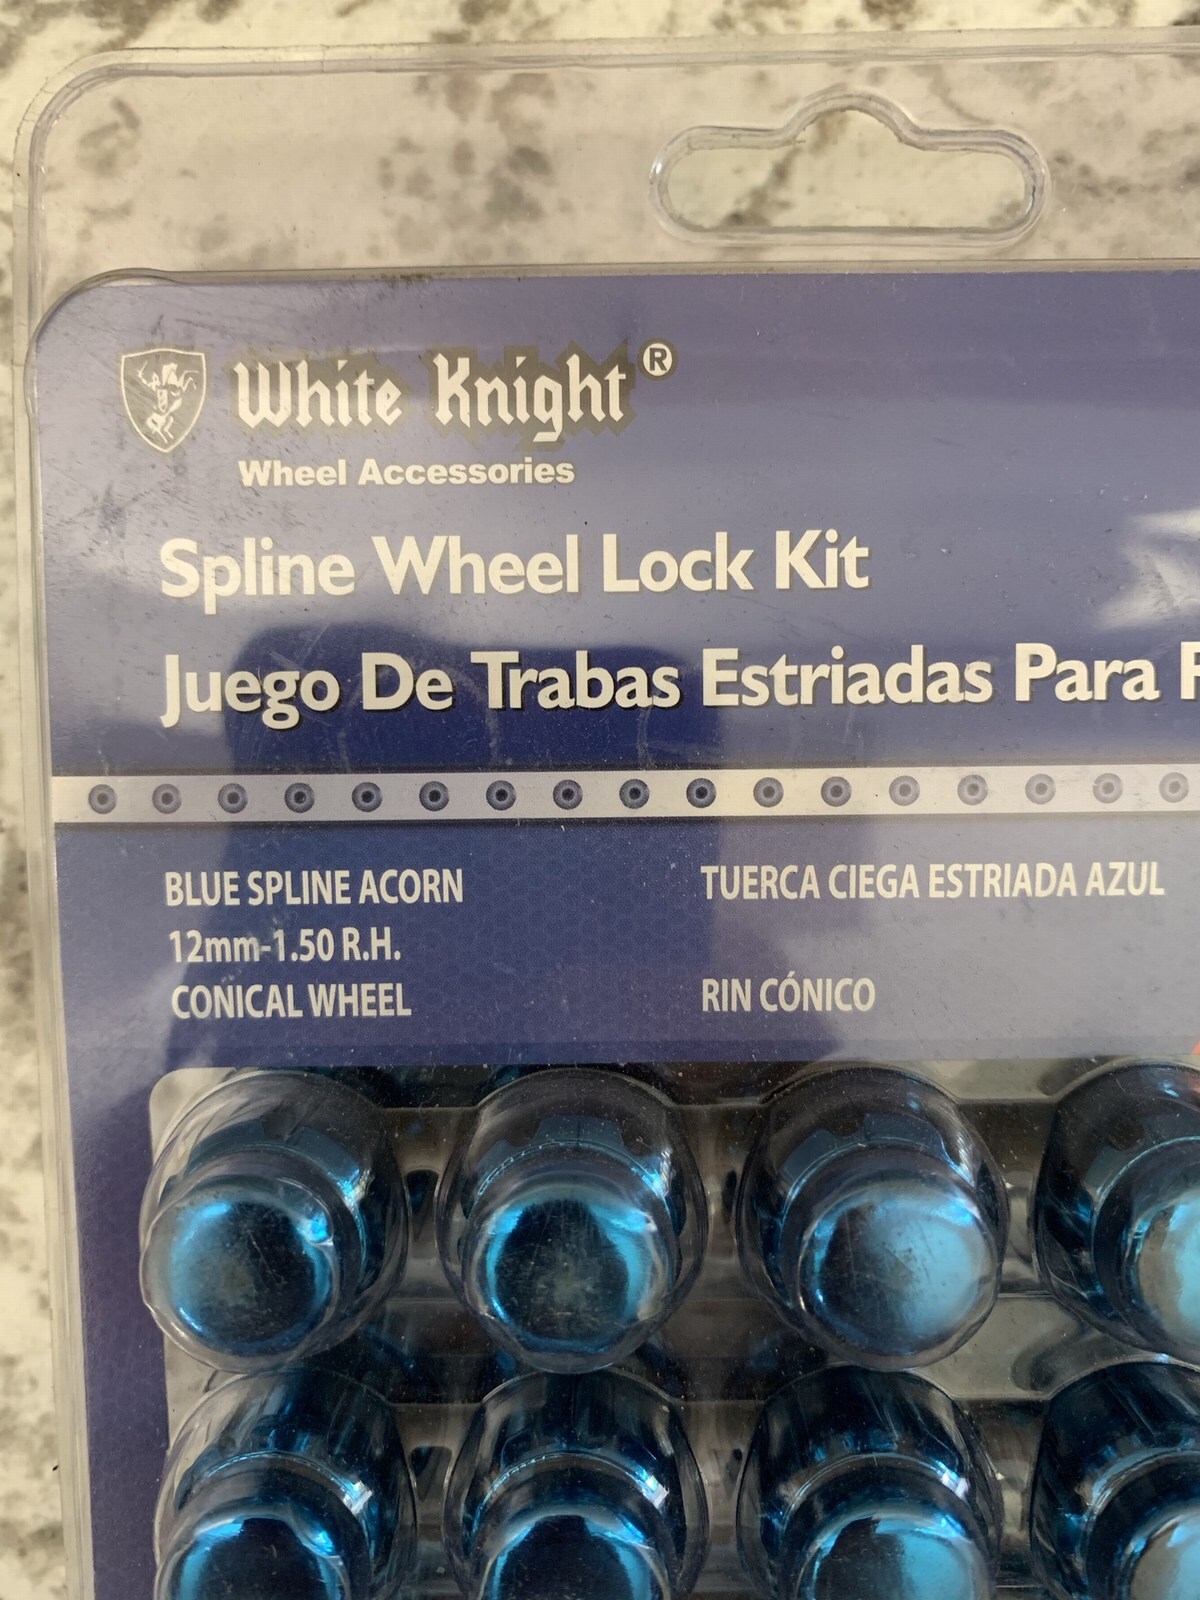 White Knight®
Wheel Accessories
Spline Wheel Lock Kit
Juego De Trabas Estriadas Para
BLUE SPLINE ACORN
12mm-1.50 R.H.
CONICAL WHEEL
TUERCA CIEGA ESTRIADA AZUL
RIN CÓNICO